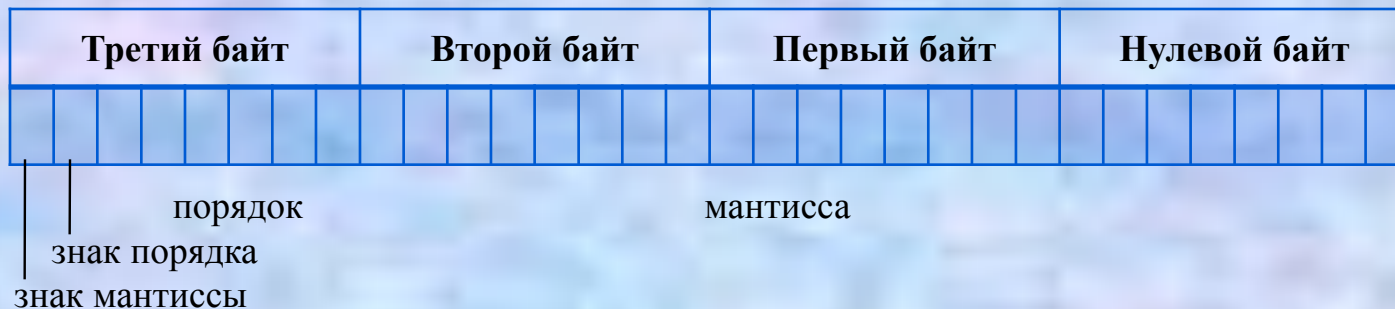 Третий байт Второй байт Первый байт Нулевой байт
порядок мантисса
знак порядка
знак мантиссы